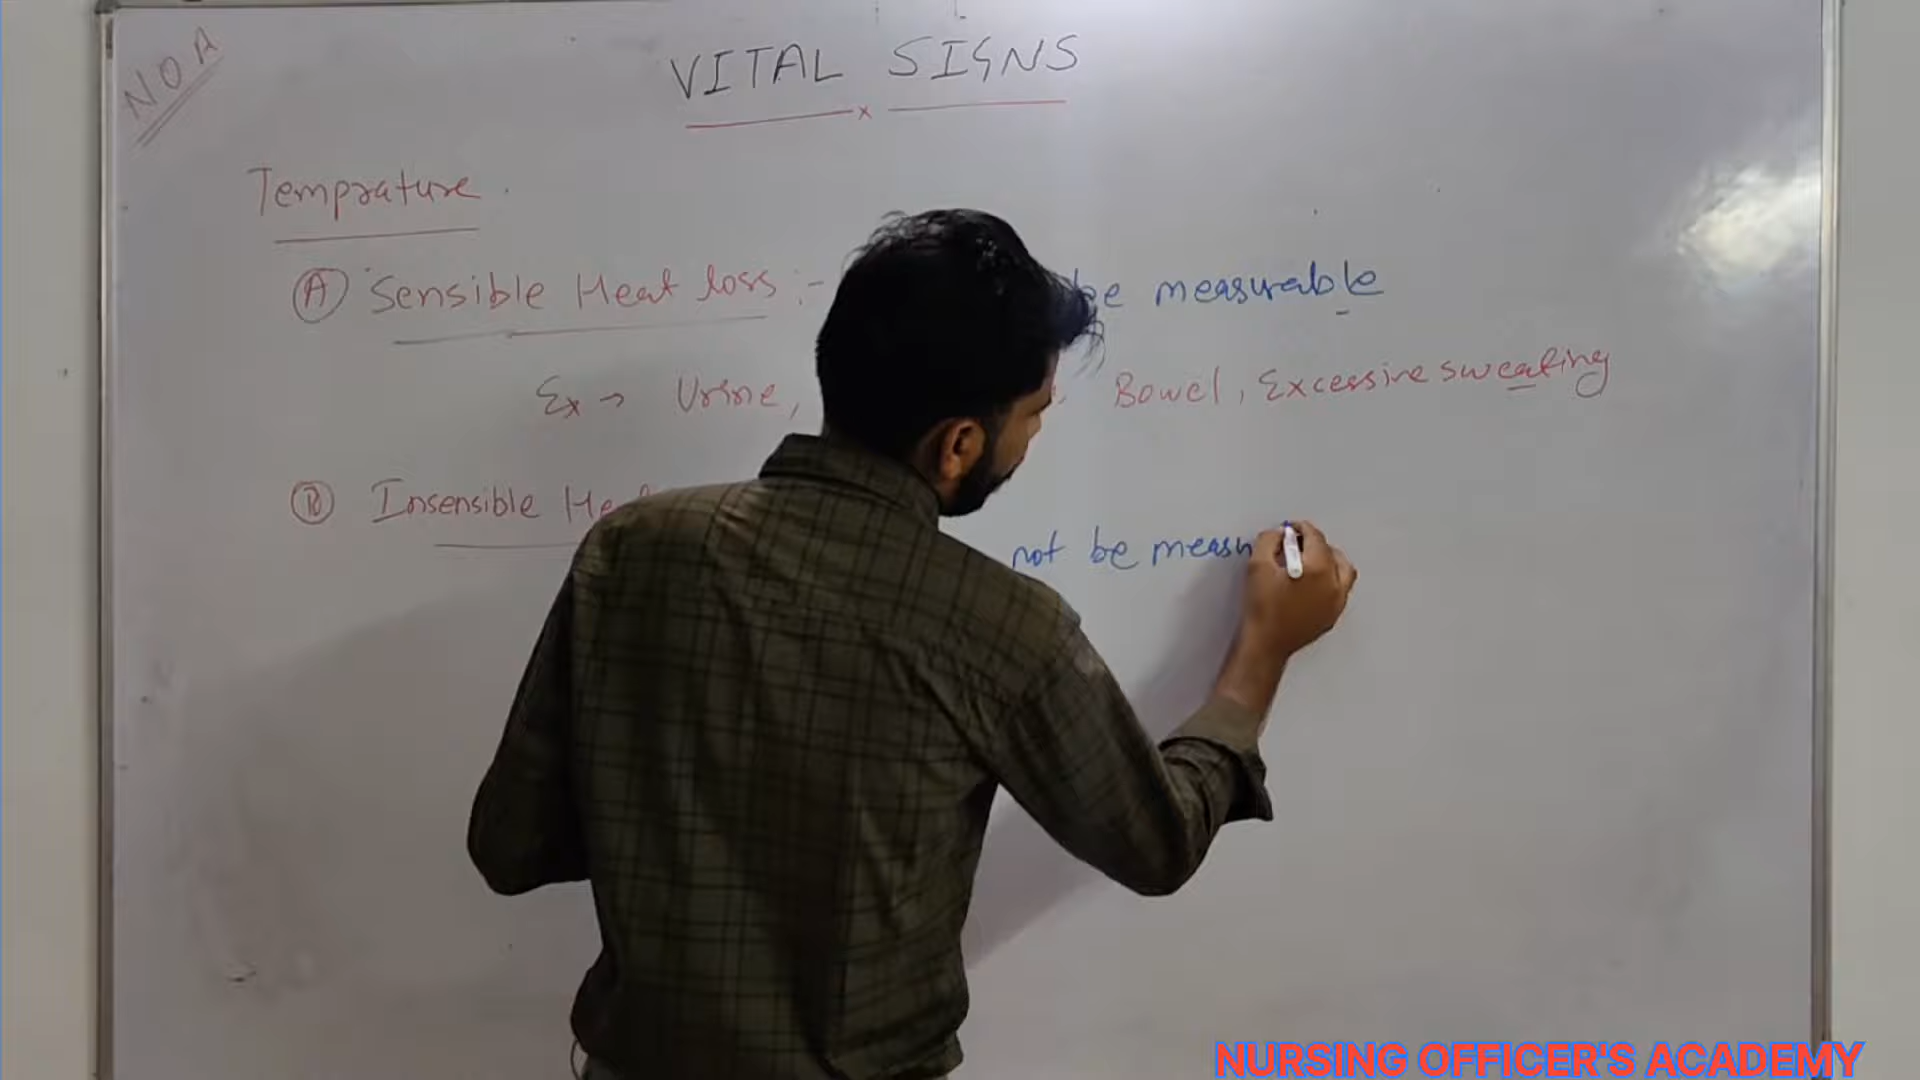 NOA
VITAL SIGNS
x
Temprature
(A) Sensible Heat loss :- be measurable
Ex → Urine, Bowel, Excessive sweating
(B) Insensible Hea
not be measu
NURSING OFFICER'S ACADEMY